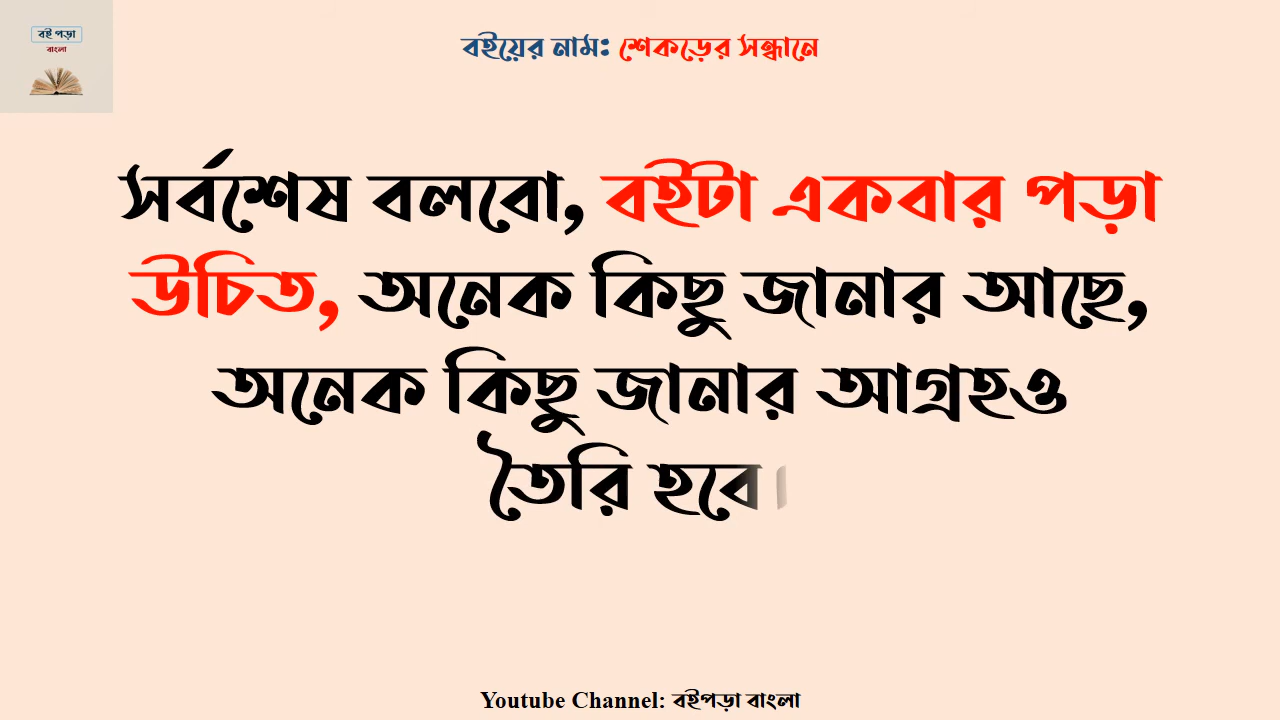 বই পড়া
বাংলা
বইয়ের নাম: শেকড়ের সন্ধানে
সর্বশেষ বলবো, বইটা একবার পড়া
উচিত, অনেক কিছু জানার আছে,
অনেক কিছু জানার আগ্রহও
তৈরি হবে।
Youtube Channel: বইপড়া বাংলা